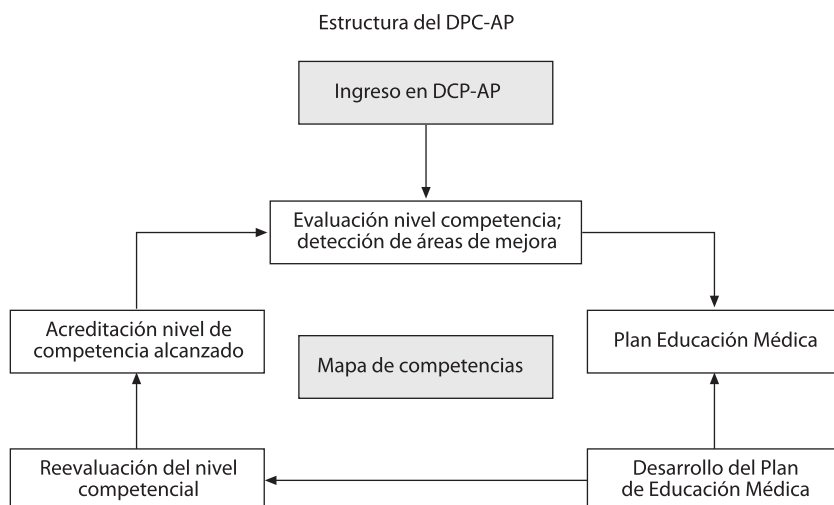 Estructura del DPC-AP
Ingreso en DCP-AP
Evaluación nivel competencia;
detección de áreas de mejora
Acreditación nivel de
competencia alcanzado
Mapa de competencias
Plan Educación Médica
Reevaluación del nivel
competencial
Desarrollo del Plan
de Educación Médica